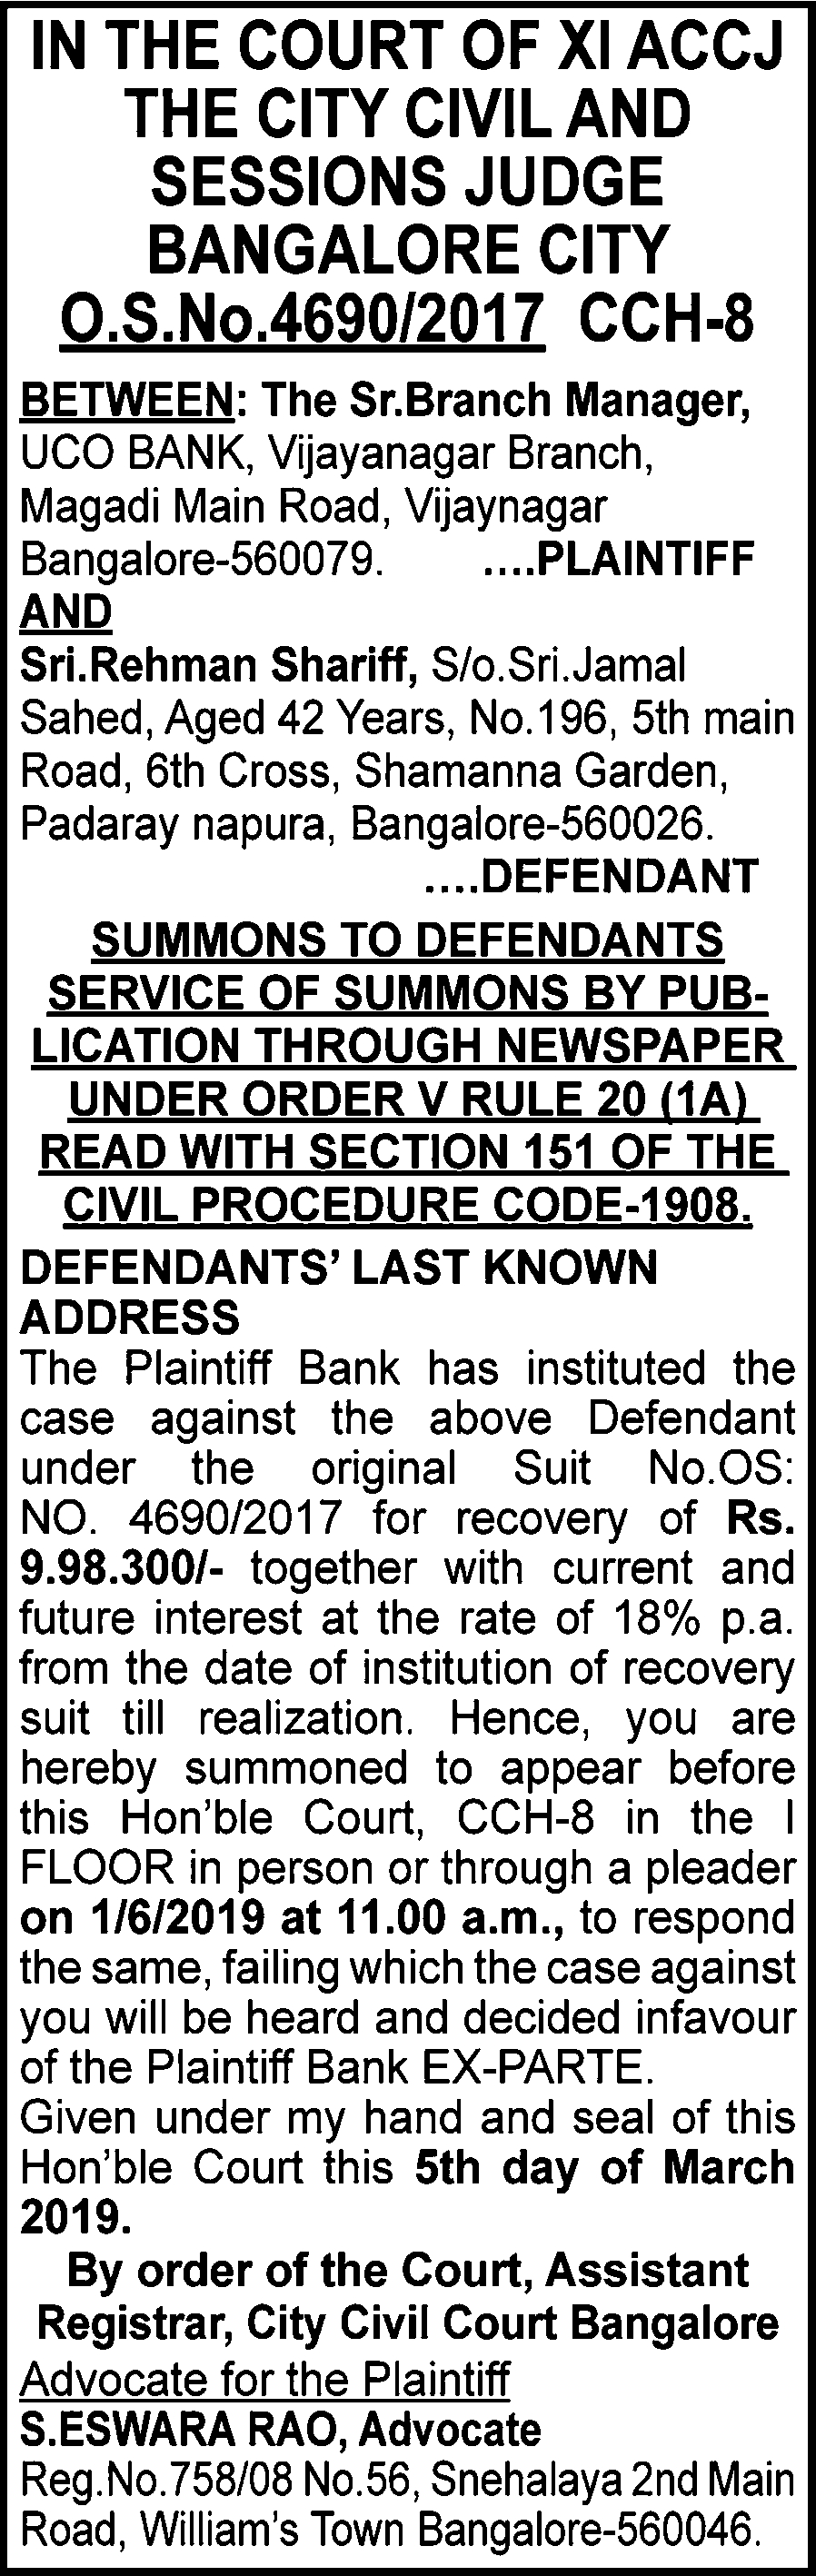 IN THE COURT OF XI ACCJ
THE CITY CIVIL AND
SESSIONS JUDGE
BANGALORE CITY
O.S.No.4690/2017 CCH-8
BETWEEN: The Sr.Branch Manager,
UCO BANK, Vijayanagar Branch,
Magadi Main Road, Vijaynagar
Bangalore-560079. ....PLAINTIFF
AND
Sri.Rehman Shariff, S/o.Sri.Jamal
Sahed, Aged 42 Years, No.196, 5th main
Road, 6th Cross, Shamanna Garden,
Padaray napura, Bangalore-560026.
....DEFENDANT
SUMMONS TO DEFENDANTS
SERVICE OF SUMMONS BY PUB-
LICATION THROUGH NEWSPAPER
UNDER ORDER V RULE 20 (1A)
READ WITH SECTION 151 OF THE
CIVIL PROCEDURE CODE-1908.
DEFENDANTS’ LAST KNOWN
ADDRESS
The Plaintiff Bank has instituted the
case against the above Defendant
under the original Suit No.OS:
NO. 4690/2017 for recovery of Rs.
9.98.300/- together with current and
future interest at the rate of 18% p.a.
from the date of institution of recovery
suit till realization. Hence, you are
hereby summoned to appear before
this Hon’ble Court, CCH-8 in the I
FLOOR in person or through a pleader
on 1/6/2019 at 11.00 a.m., to respond
the same, failing which the case against
you will be heard and decided infavour
of the Plaintiff Bank EX-PARTE.
Given under my hand and seal of this
Hon’ble Court this 5th day of March
2019.
By order of the Court, Assistant
Registrar, City Civil Court Bangalore
Advocate for the Plaintiff
S.ESWARA RAO, Advocate
Reg.No.758/08 No.56, Snehalaya 2nd Main
Road, William’s Town Bangalore-560046.